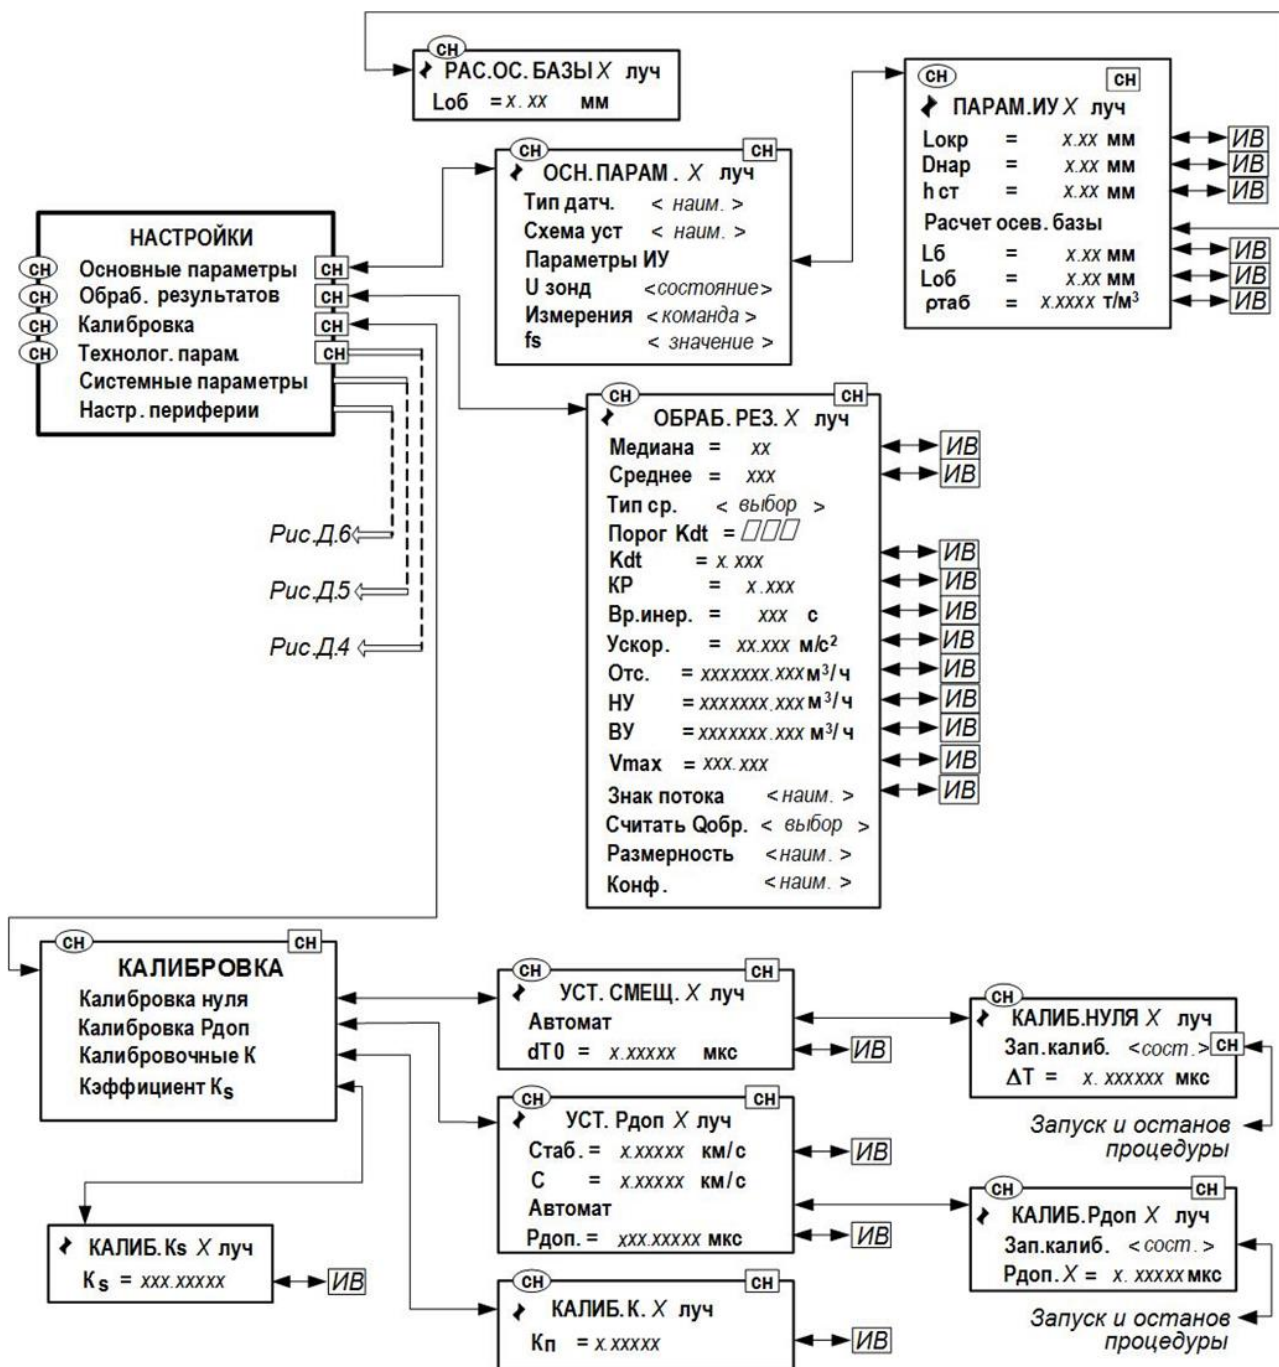 СН
РАС.ОС.БАЗЫ X луч
Lоб = x.xx мм
СН СН
ПАРАМ.ИУ X луч
Lокр = x.xx мм ИВ
Dнар = x.xx мм ИВ
h ст = x.xx мм ИВ
Расчет осев. базы
Lб = x.xx мм ИВ
Lоб = x.xx мм ИВ
ρтаб = x.xxxx т/м³ ИВ
СН СН
ОСН.ПАРАМ. X луч
Тип датч. < наим. >
Схема уст < наим. >
Параметры ИУ
U зонд <состояние>
Измерения < команда >
fs < значение >
НАСТРОЙКИ
СН Основные параметры СН
СН Обраб. результатов СН
СН Калибровка СН
СН Технолог. парам. СН
Системные параметры
Настр. периферии
Рис.Д.6
Рис.Д.5
Рис.Д.4
СН СН
ОБРАБ. РЕЗ. X луч
Медиана = xx ИВ
Среднее = xxx ИВ
Тип ср. < выбор >
Порог Kdt =
Kdt = x.xxx ИВ
КР = x.xxx ИВ
Вр.инер. = xxx с ИВ
Ускор. = xx.xxx м/с² ИВ
Отс. = xxxxxxx.xxx м³/ч ИВ
НУ = xxxxxxx.xxx м³/ч ИВ
ВУ = xxxxxxx.xxx м³/ч ИВ
Vmax = xxx.xxx ИВ
Знак потока <наим. > ИВ
Считать Qобр. < выбор >
Размерность <наим. >
Конф. <наим. >
СН СН
КАЛИБРОВКА
Калибровка нуля
Калибровка Рдоп
Калибровочные К
Кэффициент Кs
СН СН
УСТ. СМЕЩ. X луч
Автомат
dT0 = x.xxxxx мкс ИВ
СН
КАЛИБ.НУЛЯ X луч
Зап.калиб. <сост.> СН
ΔT = x. xxxxxx мкс
Запуск и останов
процедуры
СН СН
УСТ. Рдоп X луч
Стаб. = x.xxxxx км/с ИВ
С = x.xxxxx км/с
Автомат
Рдоп. = xxx.xxxxx мкс ИВ
СН СН
КАЛИБ.Рдоп X луч
Зап.калиб. <сост.>
Рдоп.X = x. xxxxx мкс
Запуск и останов
процедуры
КАЛИБ.Кs X луч
Кs = xxx.xxxxx ИВ
СН СН
КАЛИБ.К. X луч
Кп = x.xxxxx ИВ